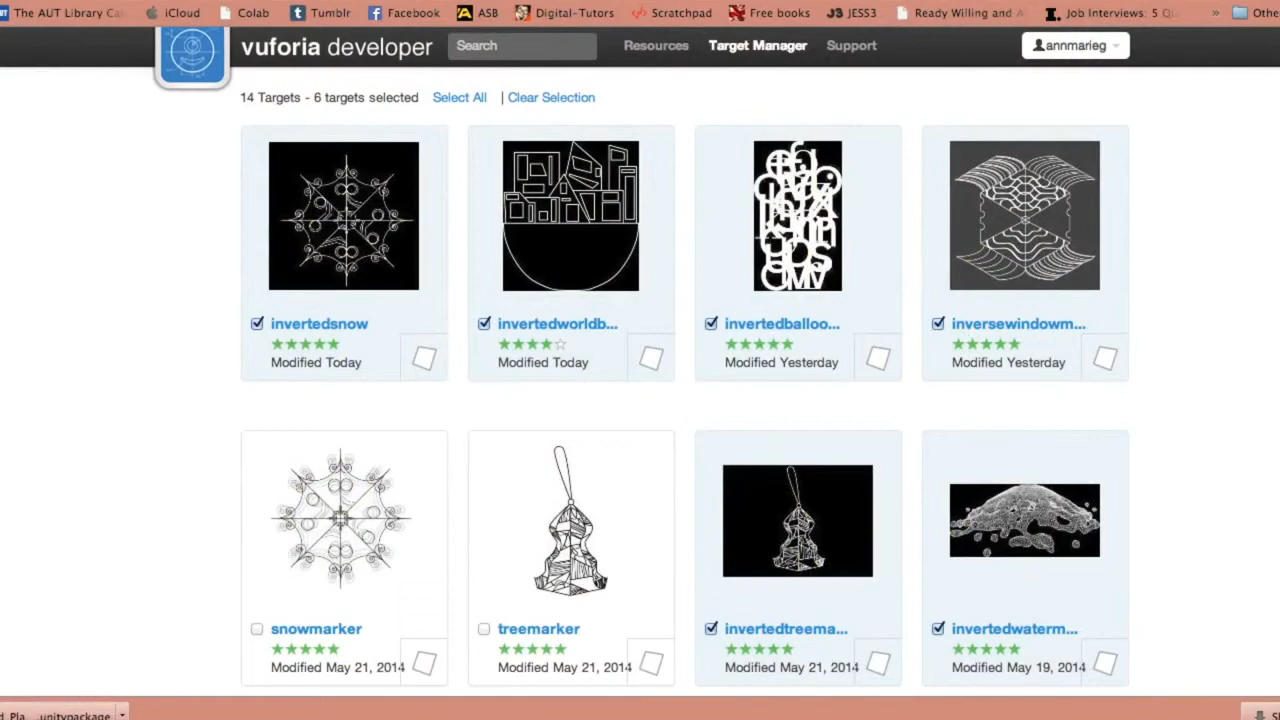 The AUT Library Ca
iCloud
Colab
Tumblr
Facebook
ASB
Digital-Tutors
Scratchpad
Free books
JESS3
Ready Willing and A
Job Interviews: 5 Q
»
Othe
vuforia developer
Search
Resources
Target Manager
Support
annmarieg
14 Targets - 6 targets selected
Select All
| Clear Selection
invertedsnow
Modified Today
invertedworldb...
Modified Today
invertedballoo...
Modified Yesterday
inversewindowm...
Modified Yesterday
snowmarker
Modified May 21, 2014
treemarker
Modified May 21, 2014
invertedtreema...
Modified May 21, 2014
invertedwaterm...
Modified May 19, 2014
d_Pla....unitypackage